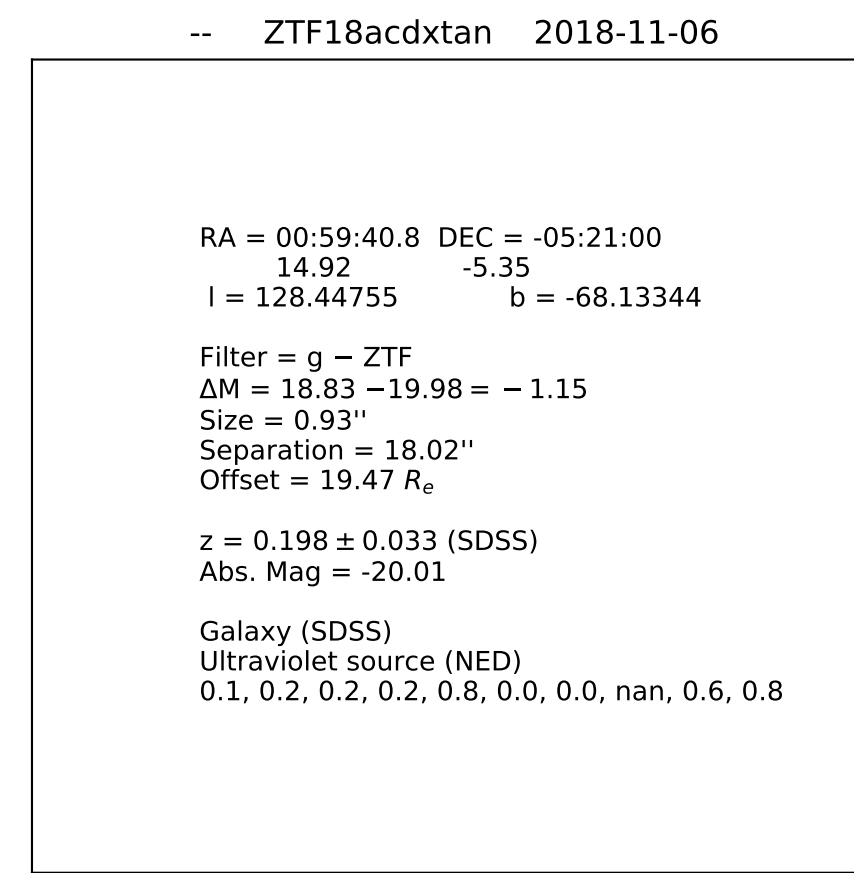 -- ZTF18acdxtan 2018-11-06
RA = 00:59:40.8 DEC = -05:21:00
14.92 -5.35
l = 128.44755 b = -68.13344
Filter = g − ZTF
ΔM = 18.83 −19.98 = − 1.15
Size = 0.93''
Separation = 18.02''
Offset = 19.47 Rₑ
z = 0.198 ± 0.033 (SDSS)
Abs. Mag = -20.01
Galaxy (SDSS)
Ultraviolet source (NED)
0.1, 0.2, 0.2, 0.2, 0.8, 0.0, 0.0, nan, 0.6, 0.8